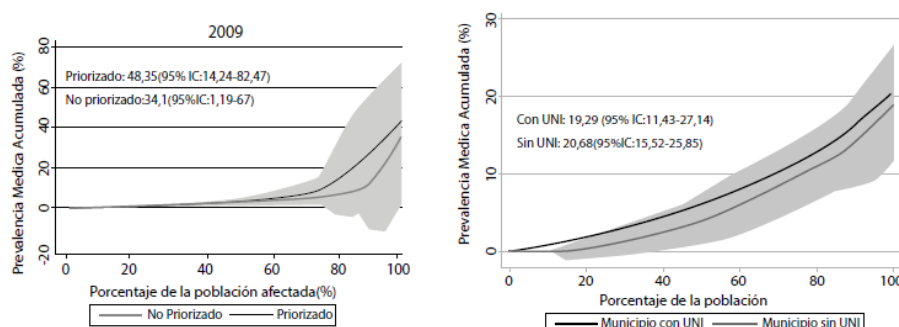 2009
Prevalencia Medica Acumulada (%)
80
60
40
20
0
-20
Priorizado: 48,35(95% IC:14,24-82,47)
No priorizado:34,1(95%IC:1,19-67)
0 20 40 60 80 100
Porcentaje de la población afectada(%)
No Priorizado Priorizado
Prevalencia Medica Acumulada (%)
30
20
10
0
Con UNI: 19,29 (95% IC:11,43-27,14)
Sin UNI: 20,68(95%IC:15,52-25,85)
0 20 40 60 80 100
Porcentaje de la población
Municipio con UNI Municipio sin UNI